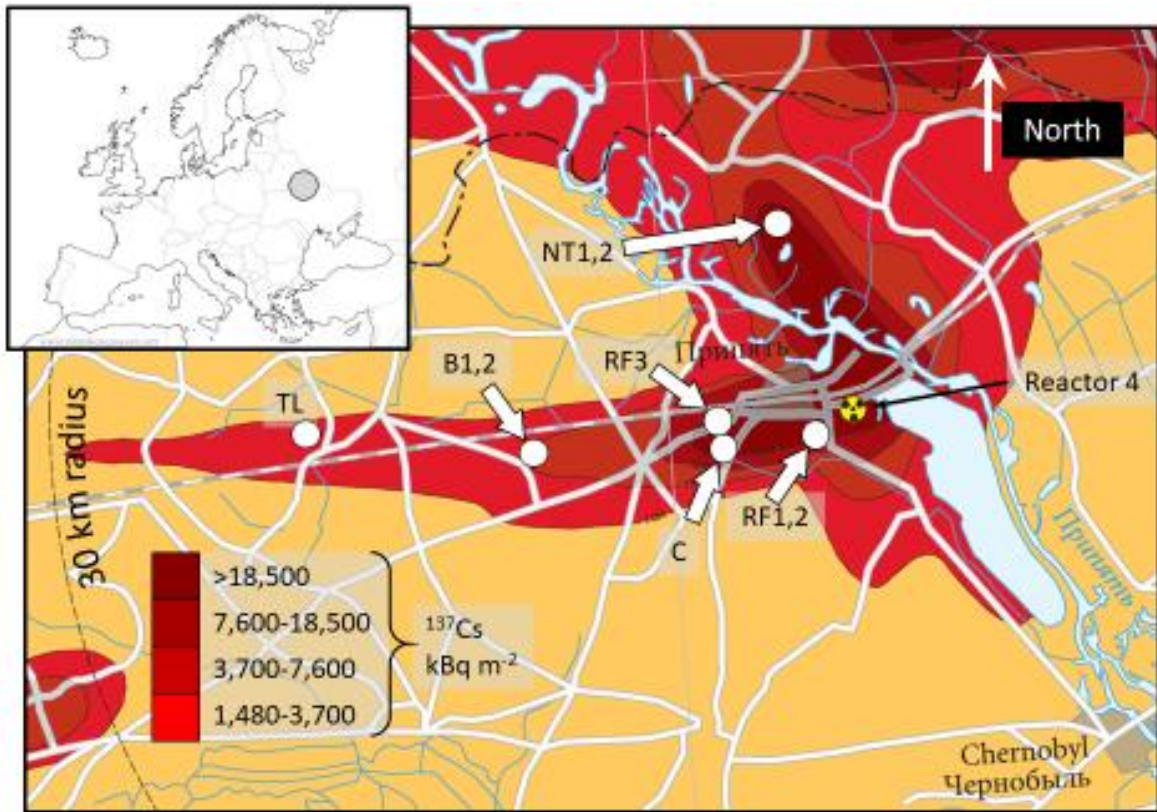 North
NT1,2
Принять
RF3
B1,2
Reactor 4
TL
30 km radius
RF1,2
C
Припять
>18,500
7,600-18,500
3,700-7,600
1,480-3,700
¹³⁷Cs
kBq m⁻²
Chernobyl
Чернобыль